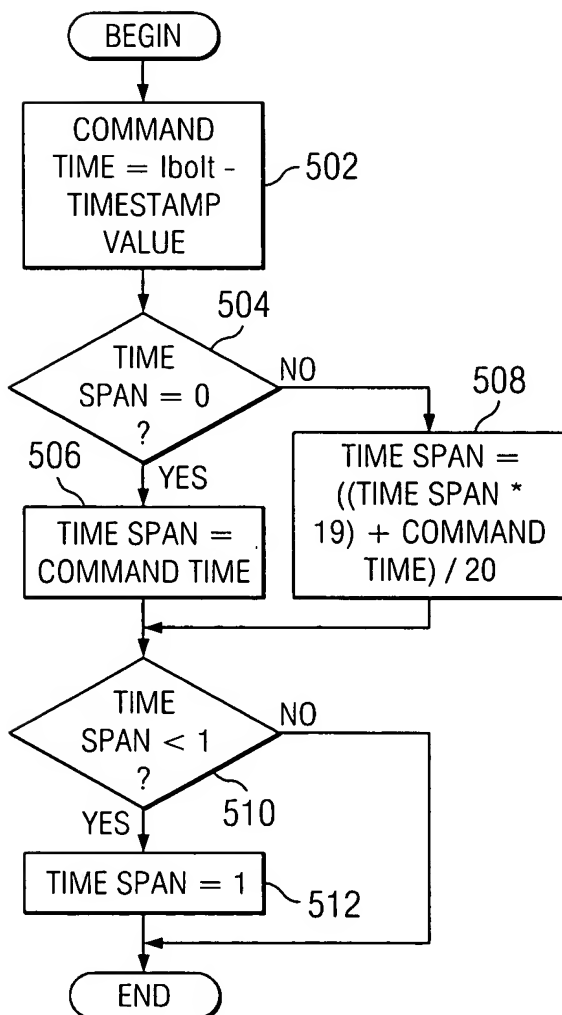 BEGIN
COMMAND
TIME = lbolt -
TIMESTAMP
VALUE
502
504
TIME
SPAN = 0
?
NO
YES
506
TIME SPAN =
COMMAND TIME
508
TIME SPAN =
((TIME SPAN *
19) + COMMAND
TIME) / 20
TIME
SPAN < 1
?
NO
510
YES
TIME SPAN = 1
512
END